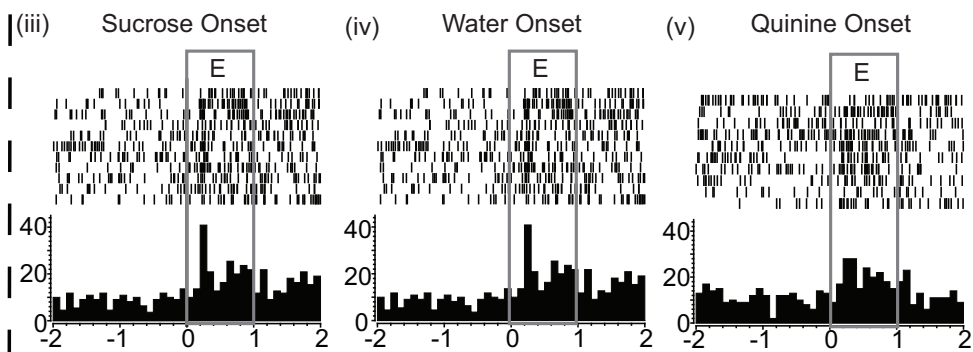 (iii) Sucrose Onset (iv) Water Onset (v) Quinine Onset
E E E
40 40 40
20 20 20
0 0 0
-2 -1 0 1 2 -2 -1 0 1 2 -2 -1 0 1 2